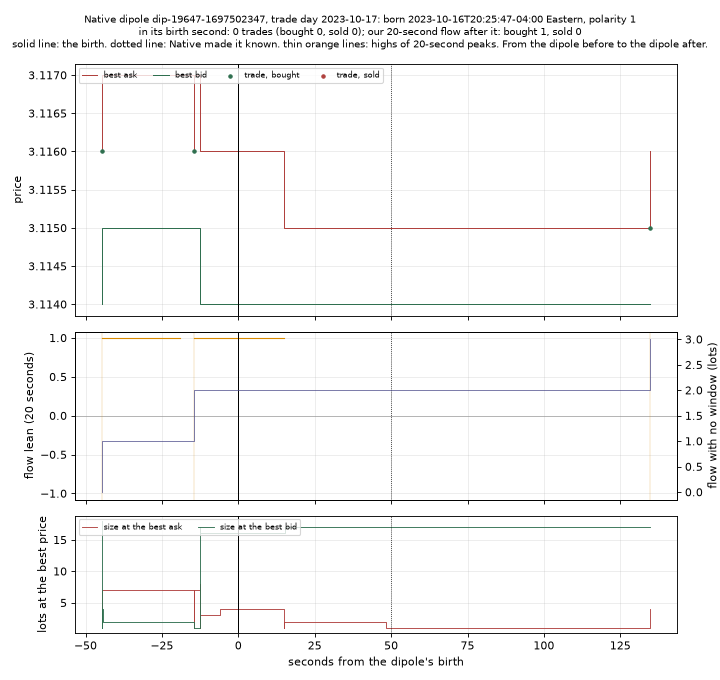 Native dipole dip-19647-1697502347, trade day 2023-10-17: born 2023-10-16T20:25:47-04:00 Eastern, polarity 1
in its birth second: 0 trades (bought 0, sold 0); our 20-second flow after it: bought 1, sold 0
solid line: the birth. dotted line: Native made it known. thin orange lines: highs of 20-second peaks. From the dipole before to the dipole after.
best ask best bid trade, bought trade, sold
3.1170
3.1165
3.1160
3.1155
3.1150
3.1145
3.1140
price
1.0
0.5
0.0
−0.5
−1.0
flow lean (20 seconds)
3.0
2.5
2.0
1.5
1.0
0.5
0.0
flow with no window (lots)
size at the best ask size at the best bid
15
10
5
lots at the best price
−50 −25 0 25 50 75 100 125
seconds from the dipole's birth